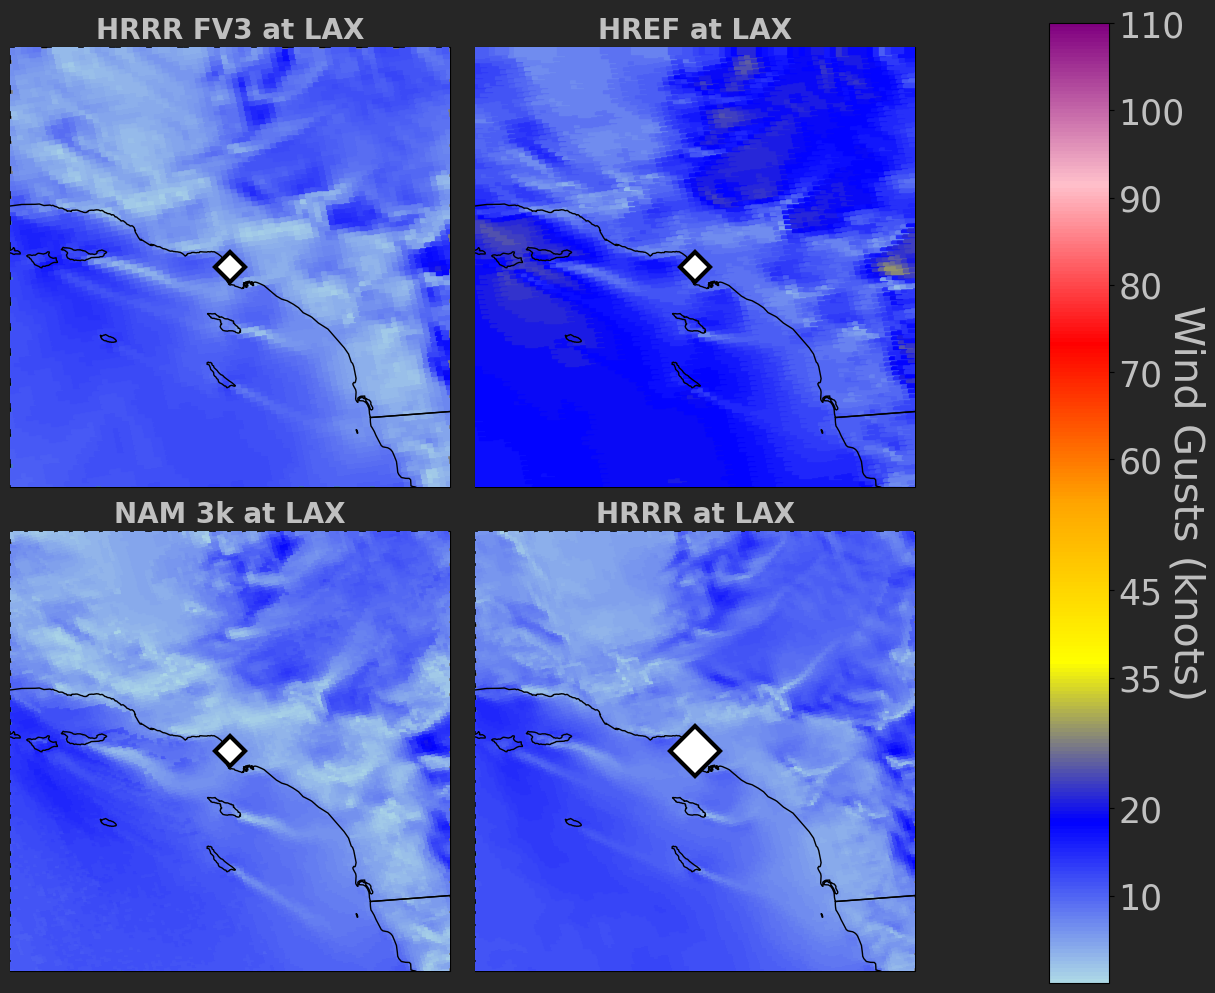 HRRR FV3 at LAX
HREF at LAX
NAM 3k at LAX
HRRR at LAX
110
100
90
80
70
60
45
35
20
10
Wind Gusts (knots)